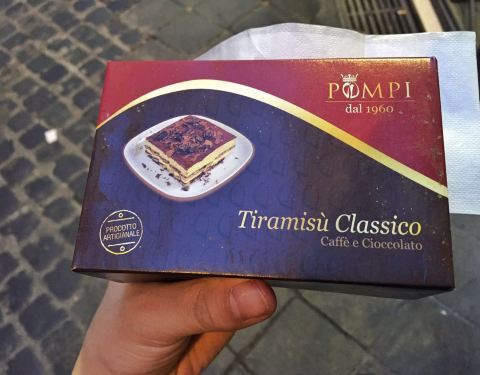 POMPI
dal 1960
Tiramisù Classico
Caffè e Cioccolato
PRODOTTO
ARTIGIANALE